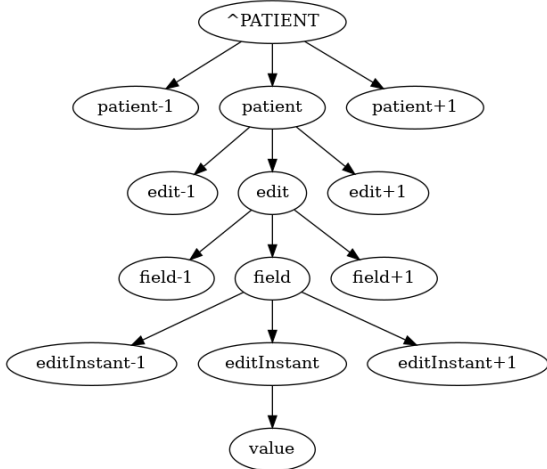 ^PATIENT
patient-1 patient patient+1
edit-1 edit edit+1
field-1 field field+1
editInstant-1 editInstant editInstant+1
value